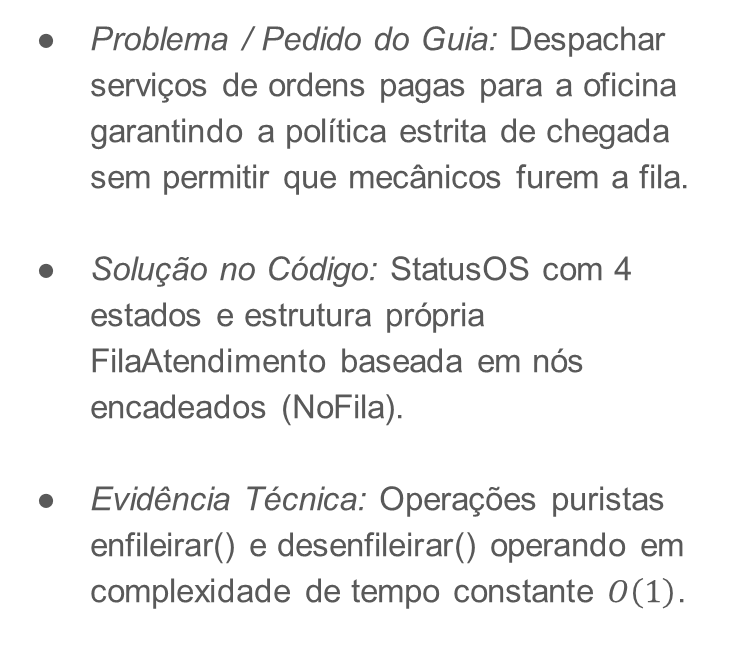 ● Problema / Pedido do Guia: Despachar
serviços de ordens pagas para a oficina
garantindo a política estrita de chegada
sem permitir que mecânicos furem a fila.
● Solução no Código: StatusOS com 4
estados e estrutura própria
FilaAtendimento baseada em nós
encadeados (NoFila).
● Evidência Técnica: Operações puristas
enfileirar() e desenfileirar() operando em
complexidade de tempo constante O(1).